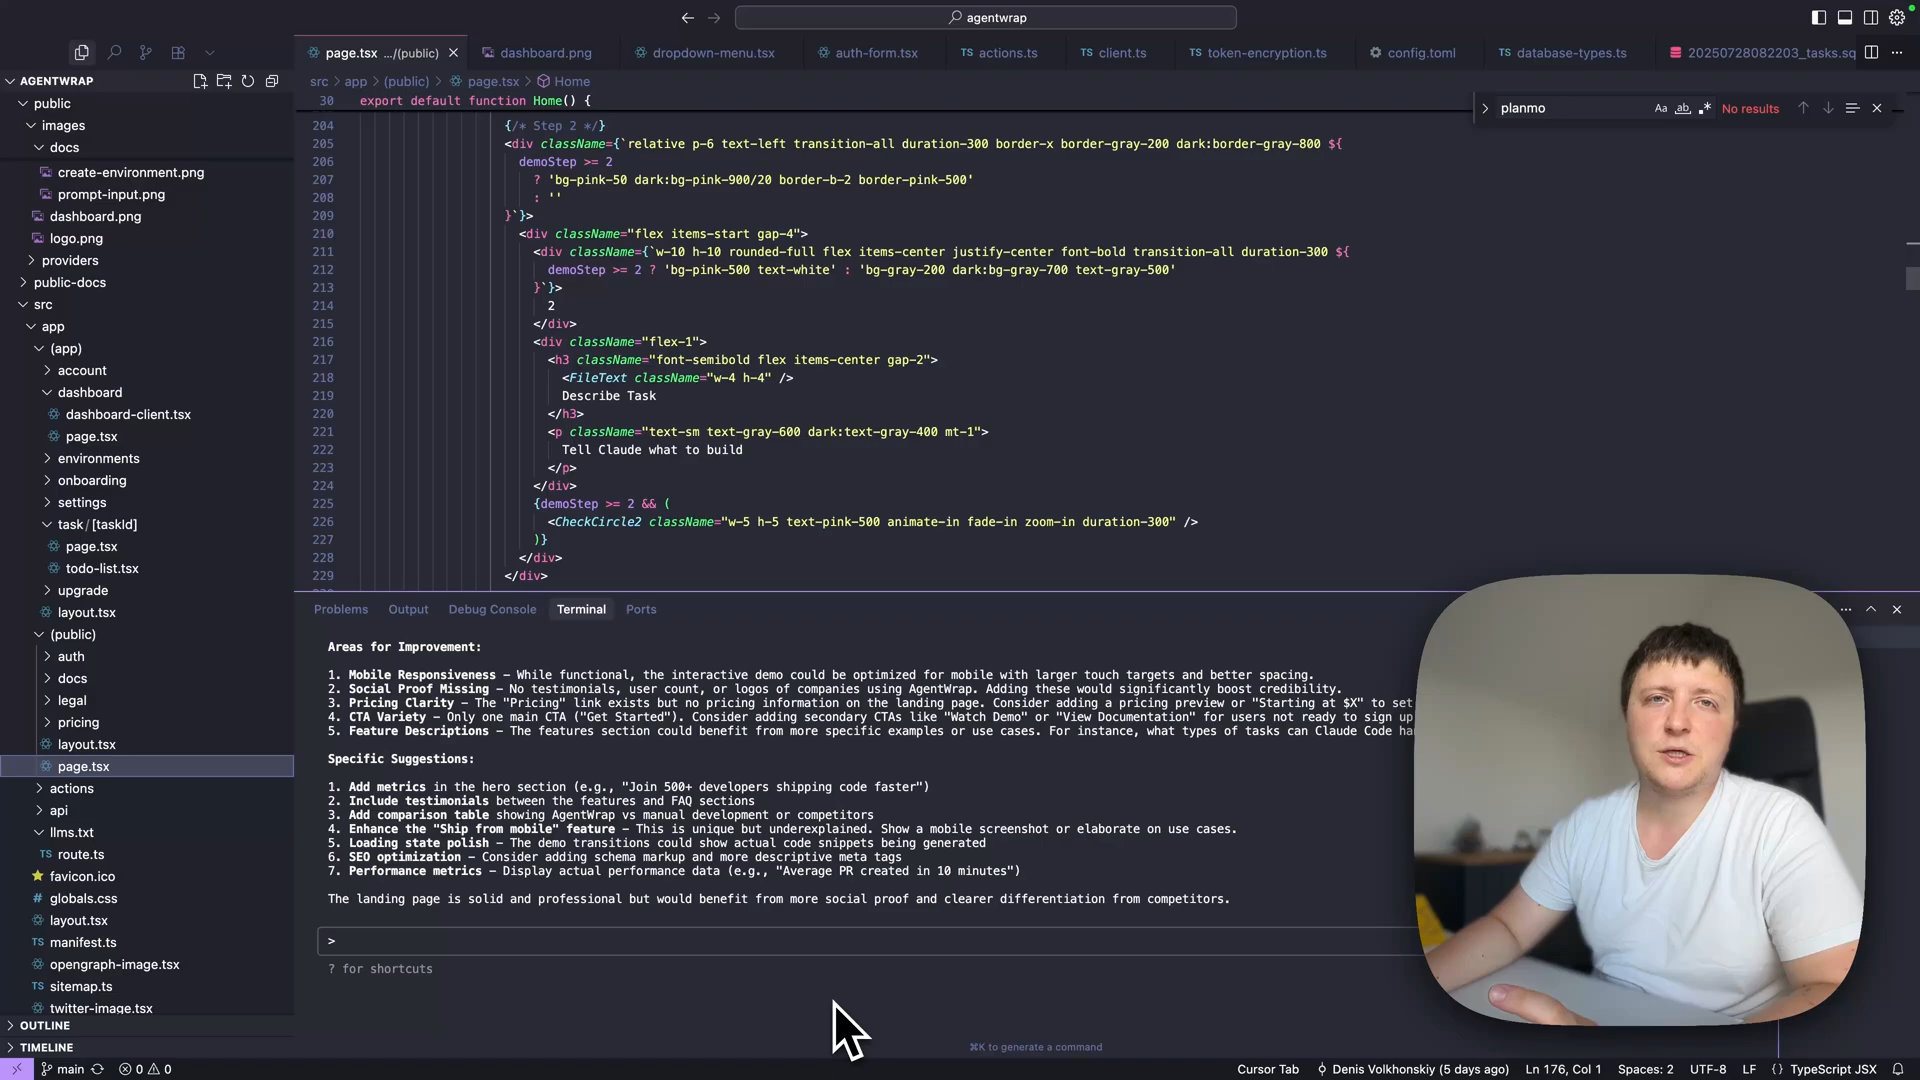 agentwrap
page.tsx …/(public)
dashboard.png
dropdown-menu.tsx
auth-form.tsx
TS actions.ts
TS client.ts
TS token-encryption.ts
config.toml
TS database-types.ts
20250728082203_tasks.sq
AGENTWRAP
public
images
docs
create-environment.png
prompt-input.png
dashboard.png
logo.png
providers
public-docs
src
app
(app)
account
dashboard
dashboard-client.tsx
page.tsx
environments
onboarding
settings
task/[taskId]
page.tsx
todo-list.tsx
upgrade
layout.tsx
(public)
auth
docs
legal
pricing
layout.tsx
page.tsx
actions
api
llms.txt
TS route.ts
favicon.ico
# globals.css
layout.tsx
TS manifest.ts
opengraph-image.tsx
TS sitemap.ts
twitter-image.tsx
OUTLINE
TIMELINE
src > app > (public) > page.tsx > Home
planmo
Aa ab .* No results
30 export default function Home() {
204 {/* Step 2 */}
205 <div className={`relative p-6 text-left transition-all duration-300 border-x border-gray-200 dark:border-gray-800 ${
206 demoStep >= 2
207 ? 'bg-pink-50 dark:bg-pink-900/20 border-b-2 border-pink-500'
208 : ''
209 }`}>
210 <div className="flex items-start gap-4">
211 <div className={`w-10 h-10 rounded-full flex items-center justify-center font-bold transition-all duration-300 ${
212 demoStep >= 2 ? 'bg-pink-500 text-white' : 'bg-gray-200 dark:bg-gray-700 text-gray-500'
213 }`}>
214 2
215 </div>
216 <div className="flex-1">
217 <h3 className="font-semibold flex items-center gap-2">
218 <FileText className="w-4 h-4" />
219 Describe Task
220 </h3>
221 <p className="text-sm text-gray-600 dark:text-gray-400 mt-1">
222 Tell Claude what to build
223 </p>
224 </div>
225 {demoStep >= 2 && (
226 <CheckCircle2 className="w-5 h-5 text-pink-500 animate-in fade-in zoom-in duration-300" />
227 )}
228 </div>
229 </div>
Problems Output Debug Console Terminal Ports
Areas for Improvement:
1. Mobile Responsiveness – While functional, the interactive demo could be optimized for mobile with larger touch targets and better spacing.
2. Social Proof Missing – No testimonials, user count, or logos of companies using AgentWrap. Adding these would significantly boost credibility.
3. Pricing Clarity – The "Pricing" link exists but no pricing information on the landing page. Consider adding a pricing preview or "Starting at $X" to set
4. CTA Variety – Only one main CTA ("Get Started"). Consider adding secondary CTAs like "Watch Demo" or "View Documentation" for users not ready to sign up
5. Feature Descriptions – The features section could benefit from more specific examples or use cases. For instance, what types of tasks can Claude Code ha
Specific Suggestions:
1. Add metrics in the hero section (e.g., "Join 500+ developers shipping code faster")
2. Include testimonials between the features and FAQ sections
3. Add comparison table showing AgentWrap vs manual development or competitors
4. Enhance the "Ship from mobile" feature – This is unique but underexplained. Show a mobile screenshot or elaborate on use cases.
5. Loading state polish – The demo transitions could show actual code snippets being generated
6. SEO optimization – Consider adding schema markup and more descriptive meta tags
7. Performance metrics – Display actual performance data (e.g., "Average PR created in 10 minutes")
The landing page is solid and professional but would benefit from more social proof and clearer differentiation from competitors.
>
? for shortcuts
⌘K to generate a command
main 0 0
Cursor Tab Denis Volkhonskiy (5 days ago) Ln 176, Col 1 Spaces: 2 UTF-8 LF {} TypeScript JSX